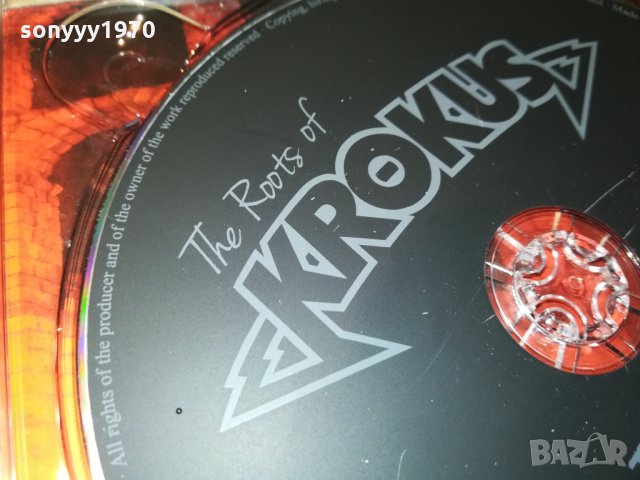 sonyyy1970
The Roots of
KROKUS
All rights of the producer and of the owner of the work reproduced reserved · Copying,
BAZAR